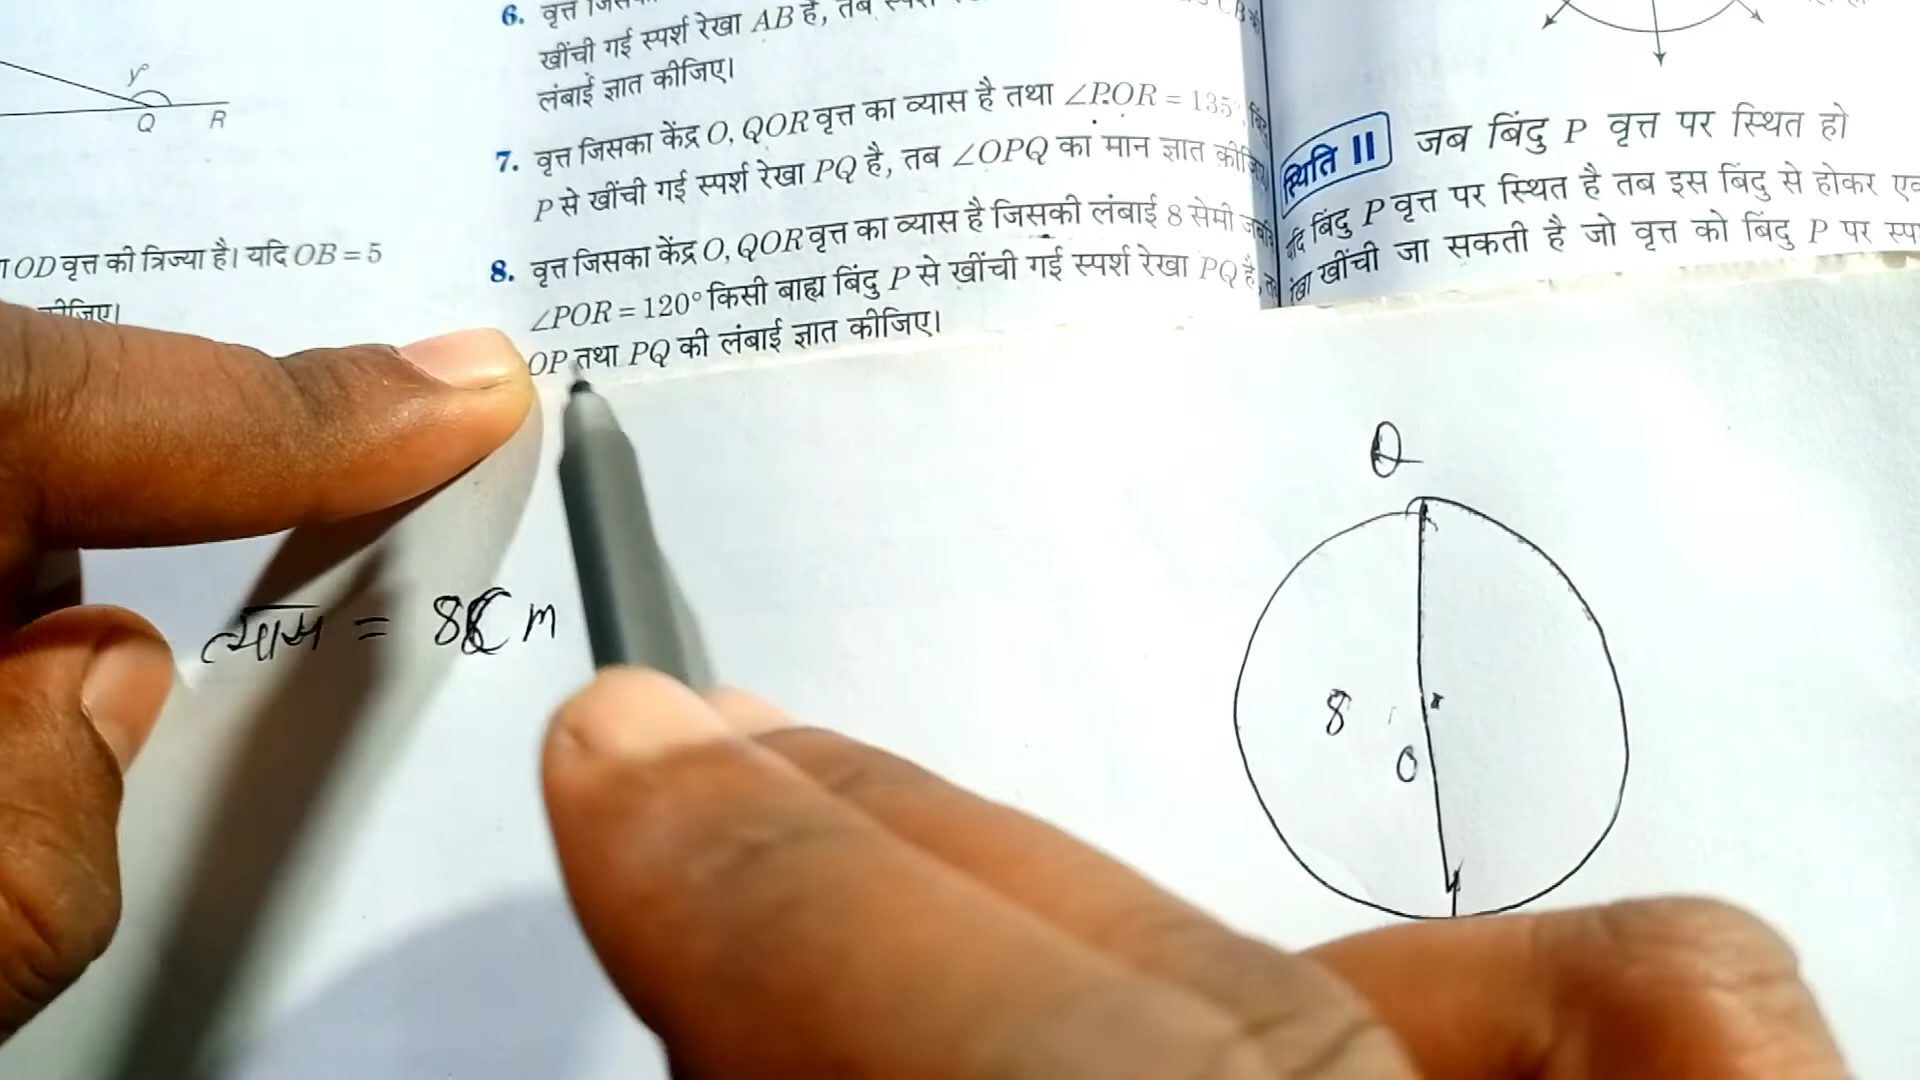 y°
Q R
OD वृत्त की त्रिज्या है। यदि OB = 5
6. वृत्त
खींची गई स्पर्श रेखा AB है, तब
लंबाई ज्ञात कीजिए।
7. वृत्त जिसका केंद्र O, QOR वृत्त का व्यास है तथा ∠POR = 135°,
P से खींची गई स्पर्श रेखा PQ है, तब ∠OPQ का मान ज्ञात
8. वृत्त जिसका केंद्र O, QOR वृत्त का व्यास है जिसकी लंबाई 8 सेमी
∠POR = 120° किसी बाह्य बिंदु P से खींची गई स्पर्श रेखा PQ है,
OP तथा PQ की लंबाई ज्ञात कीजिए।
स्थिति II जब बिंदु P वृत्त पर स्थित हो
बिंदु P वृत्त पर स्थित है तब इस बिंदु से होकर
खींची जा सकती है जो वृत्त को बिंदु P पर
व्यास = 8 Cm
Q
8
O